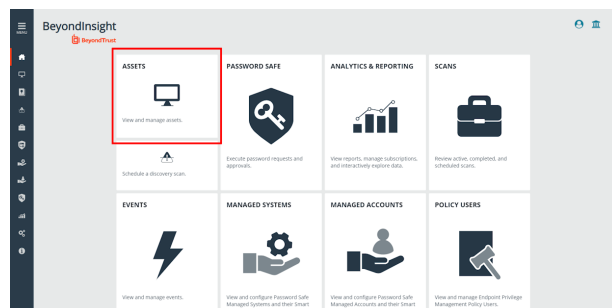 MENU
BeyondInsight
BeyondTrust
ASSETS
View and manage assets.
Schedule a discovery scan.
PASSWORD SAFE
Execute password requests and
approvals.
ANALYTICS & REPORTING
View reports, manage subscriptions,
and interactively explore data.
SCANS
Review active, completed, and
scheduled scans.
EVENTS
View and manage events.
MANAGED SYSTEMS
View and configure Password Safe
Managed Systems and their Smart
MANAGED ACCOUNTS
View and configure Password Safe
Managed Accounts and their Smart
POLICY USERS
View and manage Endpoint Privilege
Management Policy Users.